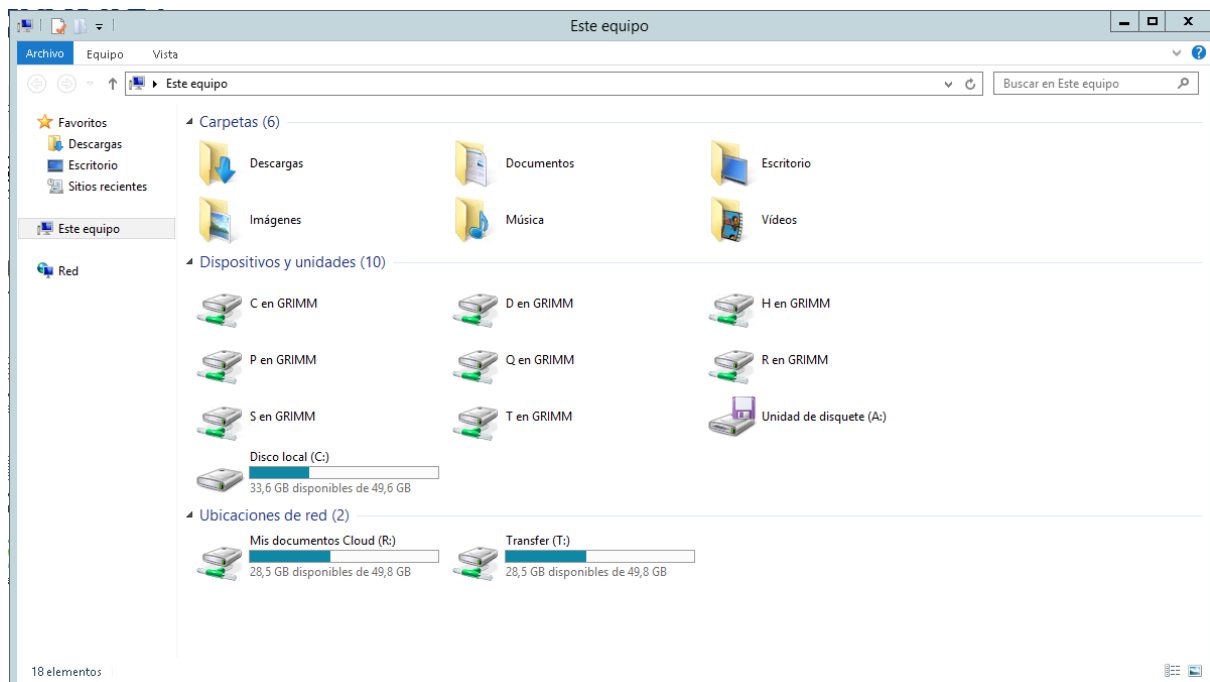 Este equipo
Archivo Equipo Vista
Este equipo
Buscar en Este equipo
Favoritos
Descargas
Escritorio
Sitios recientes
Este equipo
Red
Carpetas (6)
Descargas Documentos Escritorio
Imágenes Música Vídeos
Dispositivos y unidades (10)
C en GRIMM D en GRIMM H en GRIMM
P en GRIMM Q en GRIMM R en GRIMM
S en GRIMM T en GRIMM Unidad de disquete (A:)
Disco local (C:)
33,6 GB disponibles de 49,6 GB
Ubicaciones de red (2)
Mis documentos Cloud (R:) Transfer (T:)
28,5 GB disponibles de 49,8 GB 28,5 GB disponibles de 49,8 GB
18 elementos